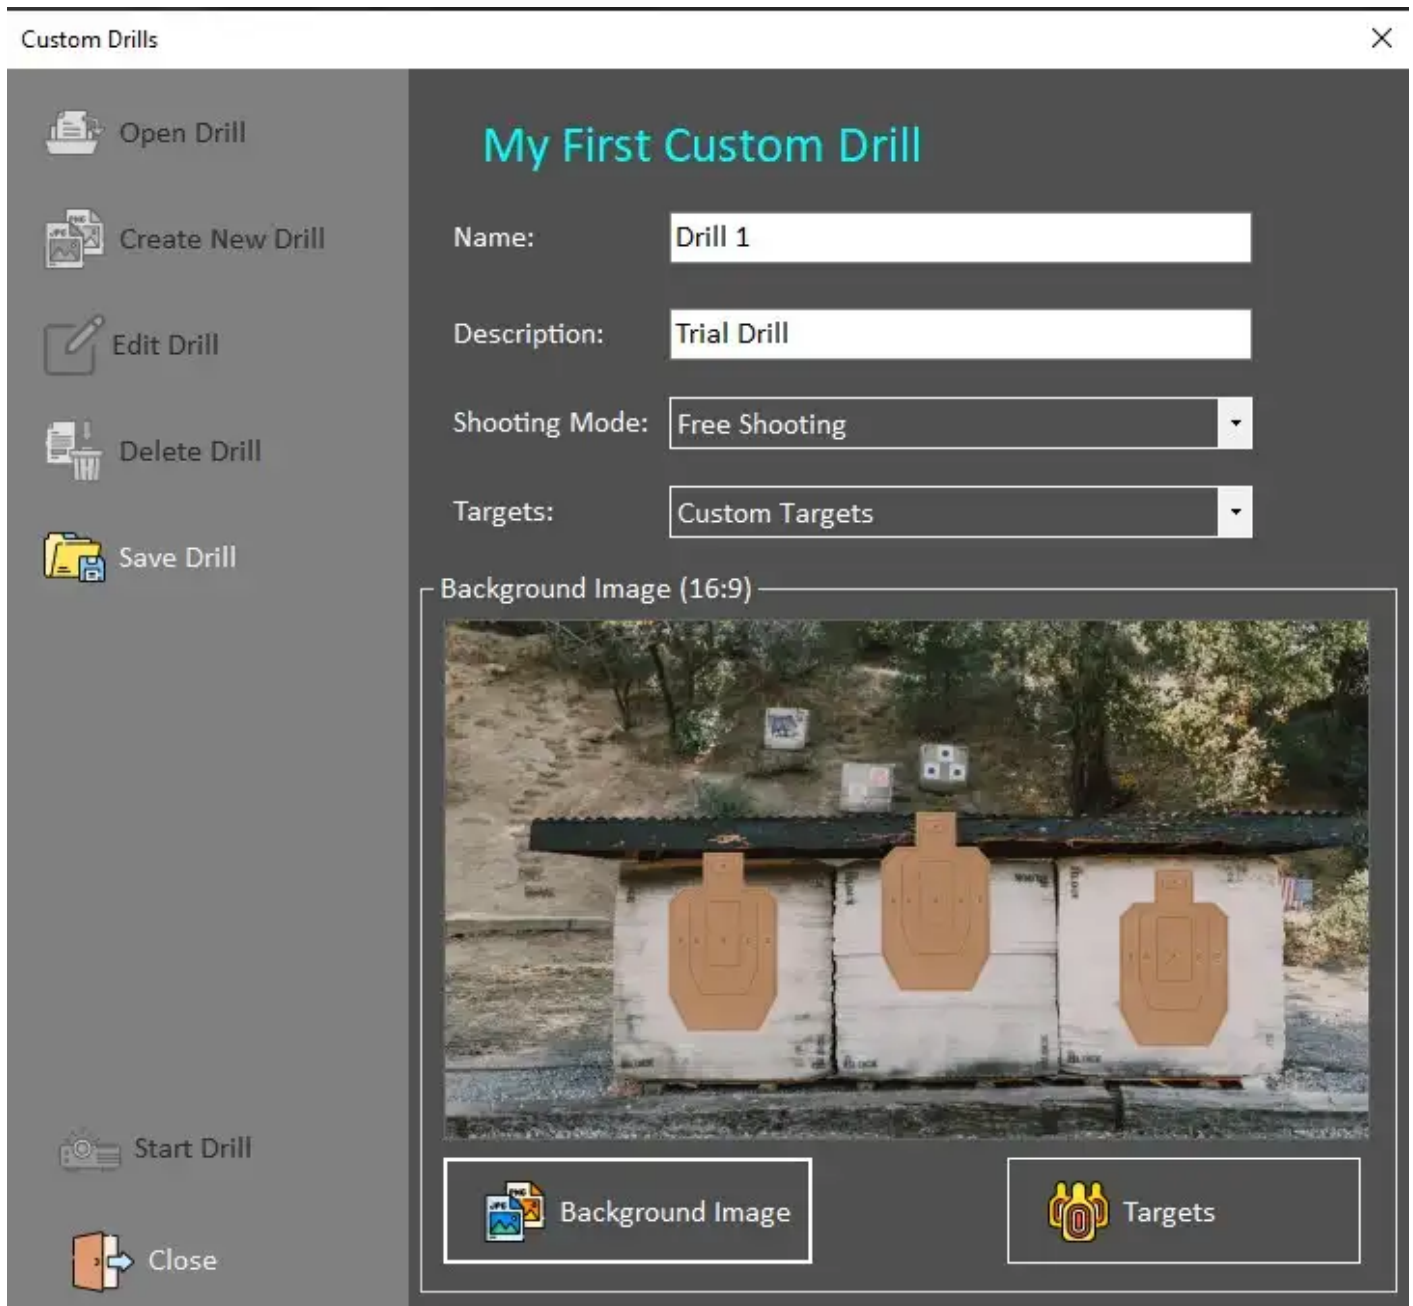 Custom Drills
Open Drill
Create New Drill
Edit Drill
Delete Drill
Save Drill
Start Drill
Close
My First Custom Drill
Name:
Drill 1
Description:
Trial Drill
Shooting Mode:
Free Shooting
Targets:
Custom Targets
Background Image (16:9)
Background Image
Targets